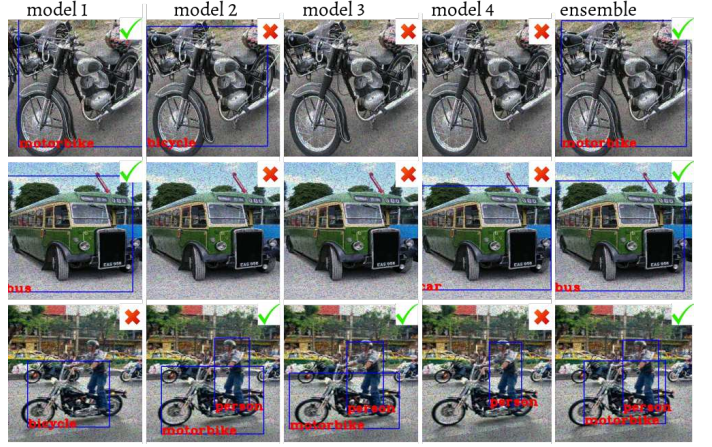 model 1 model 2 model 3 model 4 ensemble
motorbike bicycle motorbike
bus car bus
bicycle person motorbike person motorbike person person motorbike